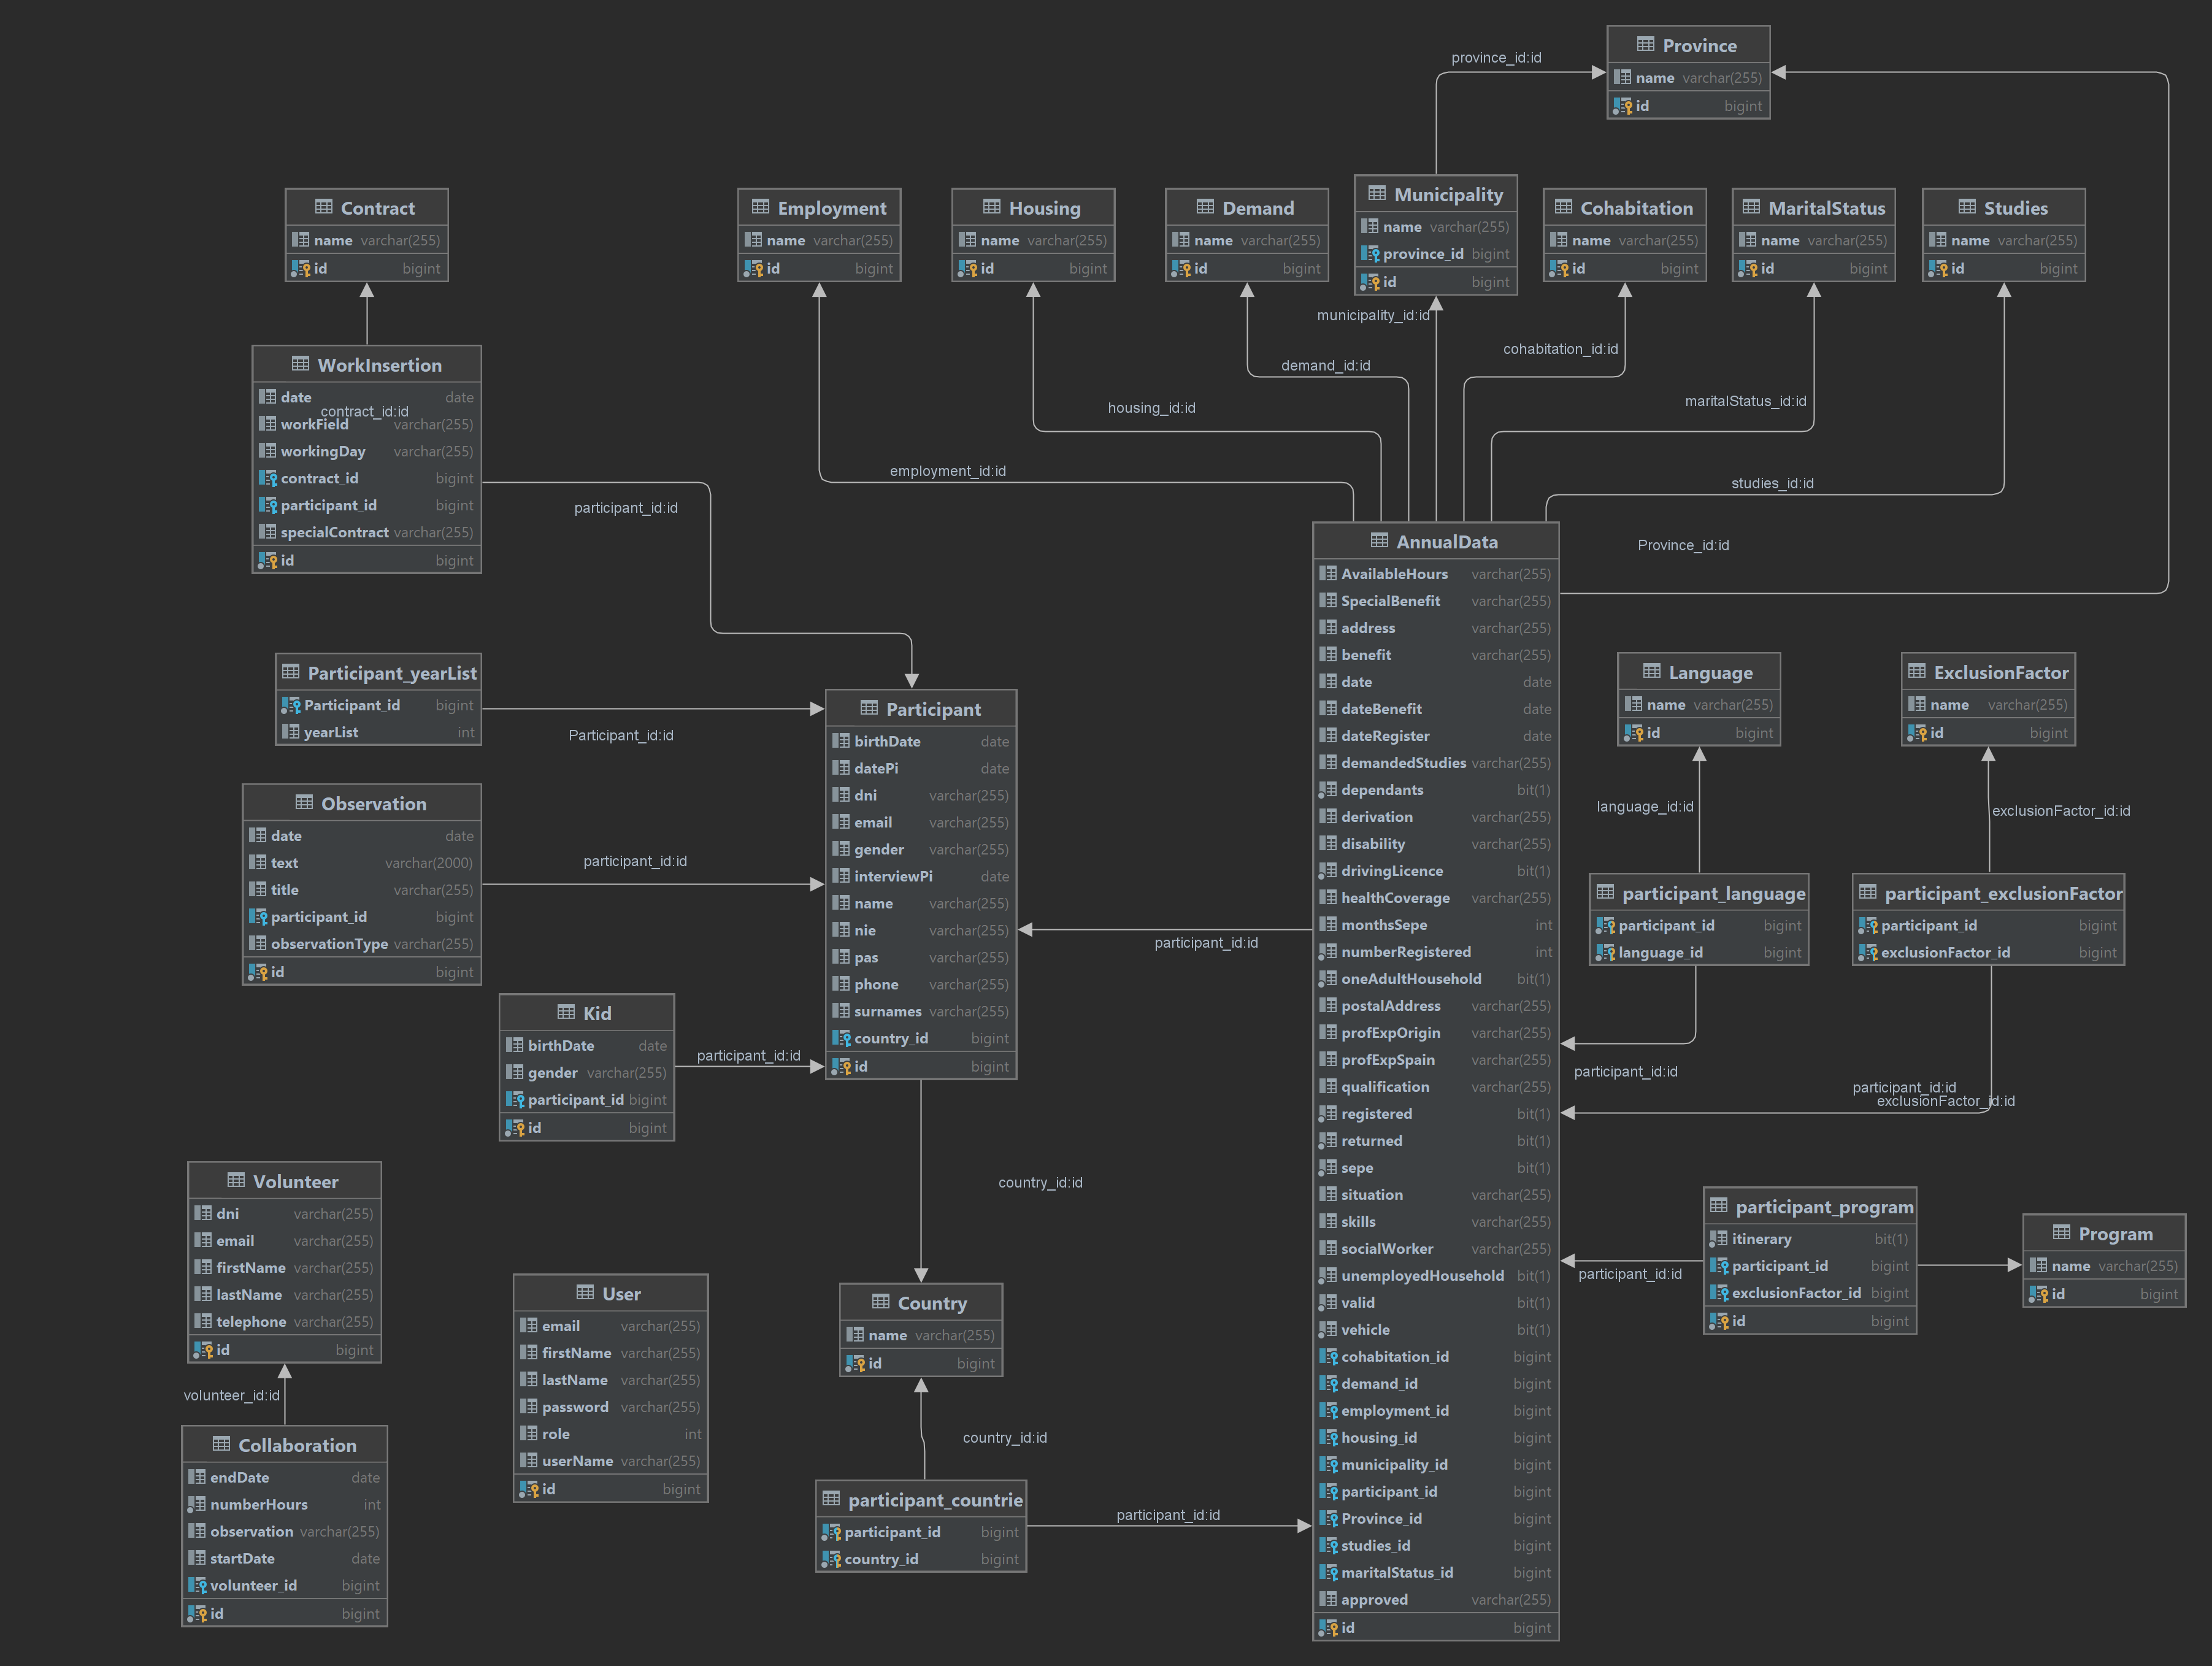 Province
name varchar(255)
id bigint
province_id:id
Contract
name varchar(255)
id bigint
Employment
name varchar(255)
id bigint
Housing
name varchar(255)
id bigint
Demand
name varchar(255)
id bigint
Municipality
name varchar(255)
province_id bigint
id bigint
Cohabitation
name varchar(255)
id bigint
MaritalStatus
name varchar(255)
id bigint
Studies
name varchar(255)
id bigint
municipality_id:id
cohabitation_id:id
demand_id:id
maritalStatus_id:id
housing_id:id
employment_id:id
studies_id:id
Province_id:id
WorkInsertion
date date
contract_id:id
workField varchar(255)
workingDay varchar(255)
contract_id bigint
participant_id bigint
specialContract varchar(255)
id bigint
participant_id:id
Participant_yearList
Participant_id bigint
yearList int
Participant_id:id
Observation
date date
text varchar(2000)
title varchar(255)
participant_id bigint
observationType varchar(255)
id bigint
participant_id:id
Kid
birthDate date
gender varchar(255)
participant_id bigint
id bigint
participant_id:id
Participant
birthDate date
datePi date
dni varchar(255)
email varchar(255)
gender varchar(255)
interviewPi date
name varchar(255)
nie varchar(255)
pas varchar(255)
phone varchar(255)
surnames varchar(255)
country_id bigint
id bigint
participant_id:id
country_id:id
AnnualData
AvailableHours varchar(255)
SpecialBenefit varchar(255)
address varchar(255)
benefit varchar(255)
date date
dateBenefit date
dateRegister date
demandedStudies varchar(255)
dependants bit(1)
derivation varchar(255)
disability varchar(255)
drivingLicence bit(1)
healthCoverage varchar(255)
monthsSepe int
numberRegistered int
oneAdultHousehold bit(1)
postalAddress varchar(255)
profExpOrigin varchar(255)
profExpSpain varchar(255)
qualification varchar(255)
registered bit(1)
returned bit(1)
sepe bit(1)
situation varchar(255)
skills varchar(255)
socialWorker varchar(255)
unemployedHousehold bit(1)
valid bit(1)
vehicle bit(1)
cohabitation_id bigint
demand_id bigint
employment_id bigint
housing_id bigint
municipality_id bigint
participant_id bigint
Province_id bigint
studies_id bigint
maritalStatus_id bigint
approved varchar(255)
id bigint
Language
name varchar(255)
id bigint
ExclusionFactor
name varchar(255)
id bigint
language_id:id
exclusionFactor_id:id
participant_language
participant_id bigint
language_id bigint
participant_exclusionFactor
participant_id bigint
exclusionFactor_id bigint
participant_id:id
participant_id:id
exclusionFactor_id:id
participant_program
itinerary bit(1)
participant_id bigint
exclusionFactor_id bigint
id bigint
participant_id:id
Program
name varchar(255)
id bigint
Volunteer
dni varchar(255)
email varchar(255)
firstName varchar(255)
lastName varchar(255)
telephone varchar(255)
id bigint
volunteer_id:id
Collaboration
endDate date
numberHours int
observation varchar(255)
startDate date
volunteer_id bigint
id bigint
User
email varchar(255)
firstName varchar(255)
lastName varchar(255)
password varchar(255)
role int
userName varchar(255)
id bigint
Country
name varchar(255)
id bigint
country_id:id
participant_countrie
participant_id bigint
country_id bigint
participant_id:id